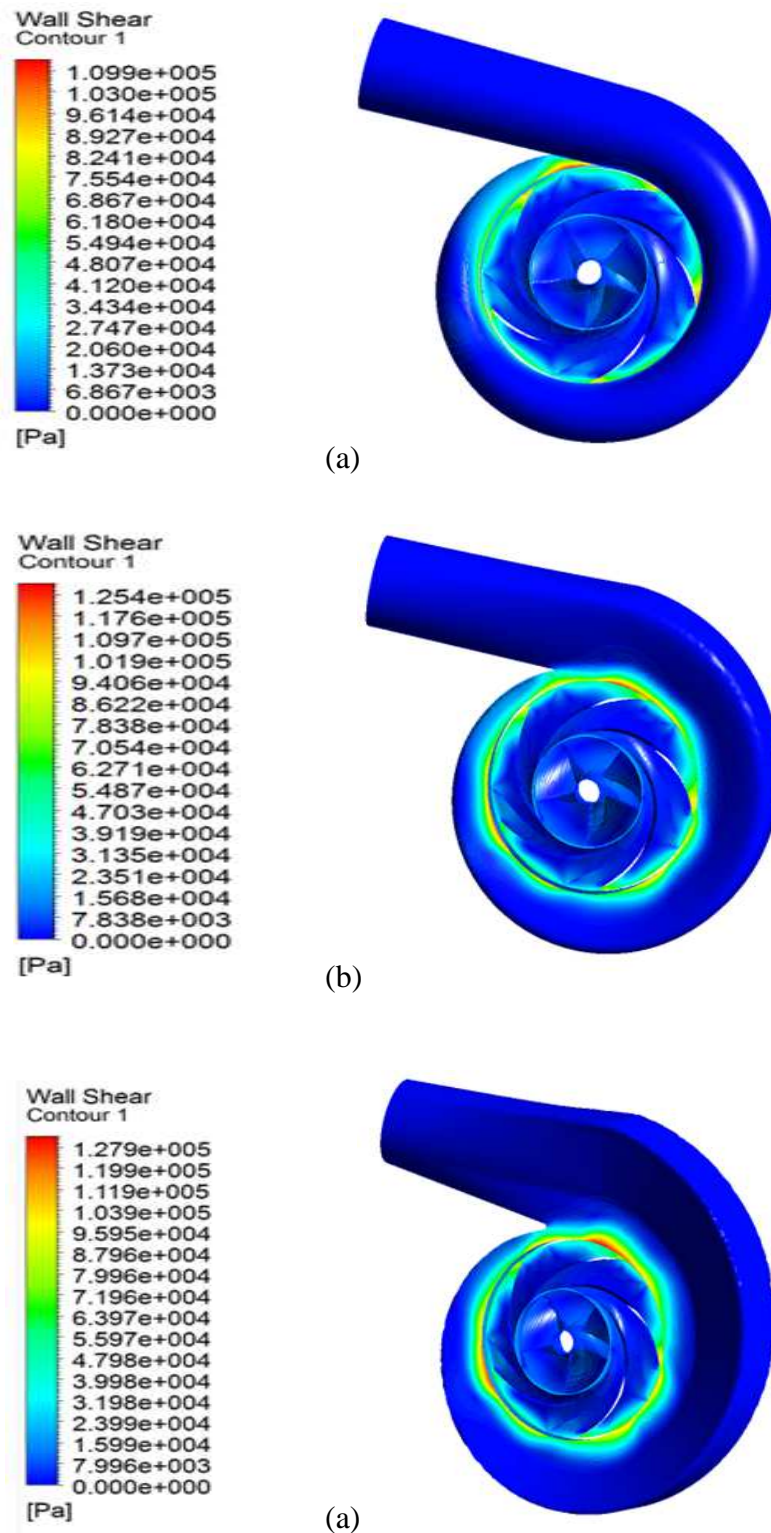 Wall Shear
Contour 1
1.099e+005
1.030e+005
9.614e+004
8.927e+004
8.241e+004
7.554e+004
6.867e+004
6.180e+004
5.494e+004
4.807e+004
4.120e+004
3.434e+004
2.747e+004
2.060e+004
1.373e+004
6.867e+003
0.000e+000
[Pa]
(a)
Wall Shear
Contour 1
1.254e+005
1.176e+005
1.097e+005
1.019e+005
9.406e+004
8.622e+004
7.838e+004
7.054e+004
6.271e+004
5.487e+004
4.703e+004
3.919e+004
3.135e+004
2.351e+004
1.568e+004
7.838e+003
0.000e+000
[Pa]
(b)
Wall Shear
Contour 1
1.279e+005
1.199e+005
1.119e+005
1.039e+005
9.595e+004
8.796e+004
7.996e+004
7.196e+004
6.397e+004
5.597e+004
4.798e+004
3.998e+004
3.198e+004
2.399e+004
1.599e+004
7.996e+003
0.000e+000
[Pa]
(a)